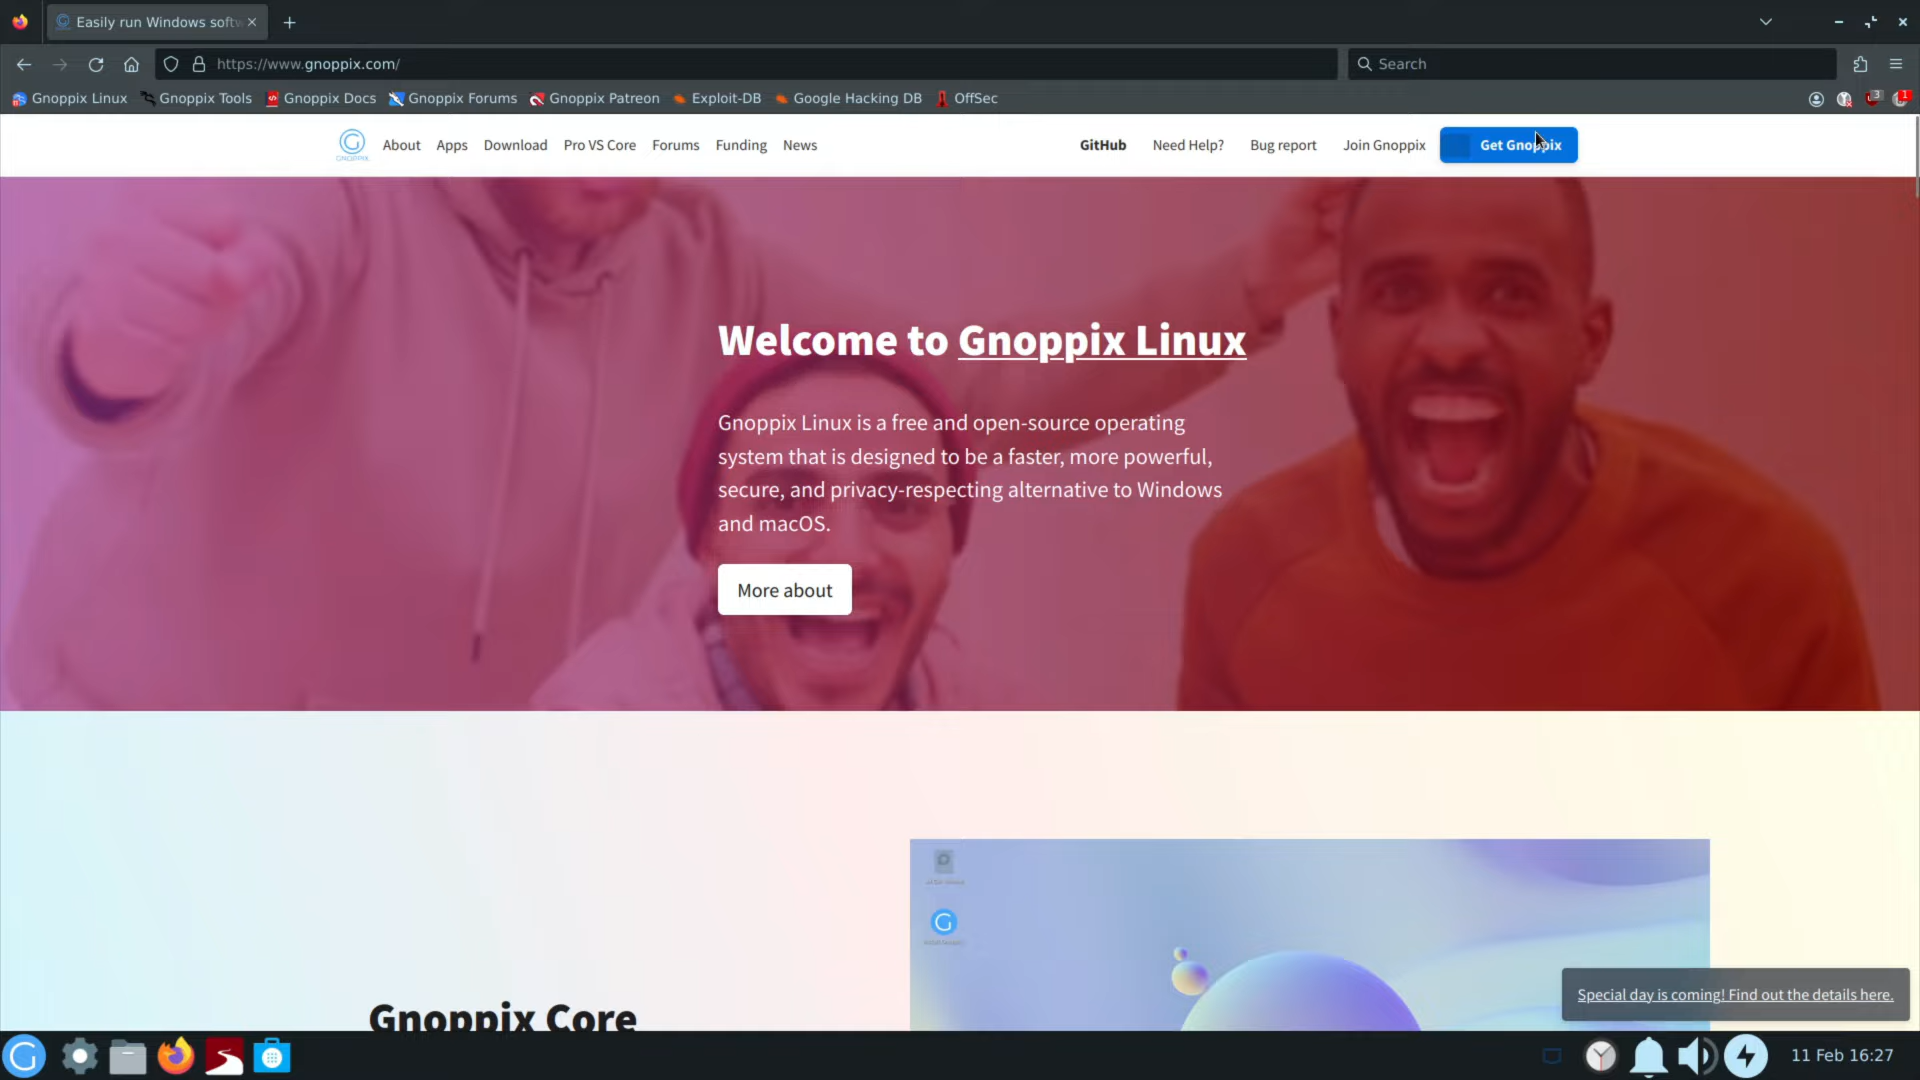 Easily run Windows softw
https://www.gnoppix.com/
Search
Gnoppix Linux
Gnoppix Tools
Gnoppix Docs
Gnoppix Forums
Gnoppix Patreon
Exploit-DB
Google Hacking DB
OffSec
3
1
GNOPPIX
About
Apps
Download
Pro VS Core
Forums
Funding
News
GitHub
Need Help?
Bug report
Join Gnoppix
Get Gnoppix
Welcome to Gnoppix Linux
Gnoppix Linux is a free and open-source operating
system that is designed to be a faster, more powerful,
secure, and privacy-respecting alternative to Windows
and macOS.
More about
Gnoppix Core
Special day is coming! Find out the details here.
11 Feb 16:27